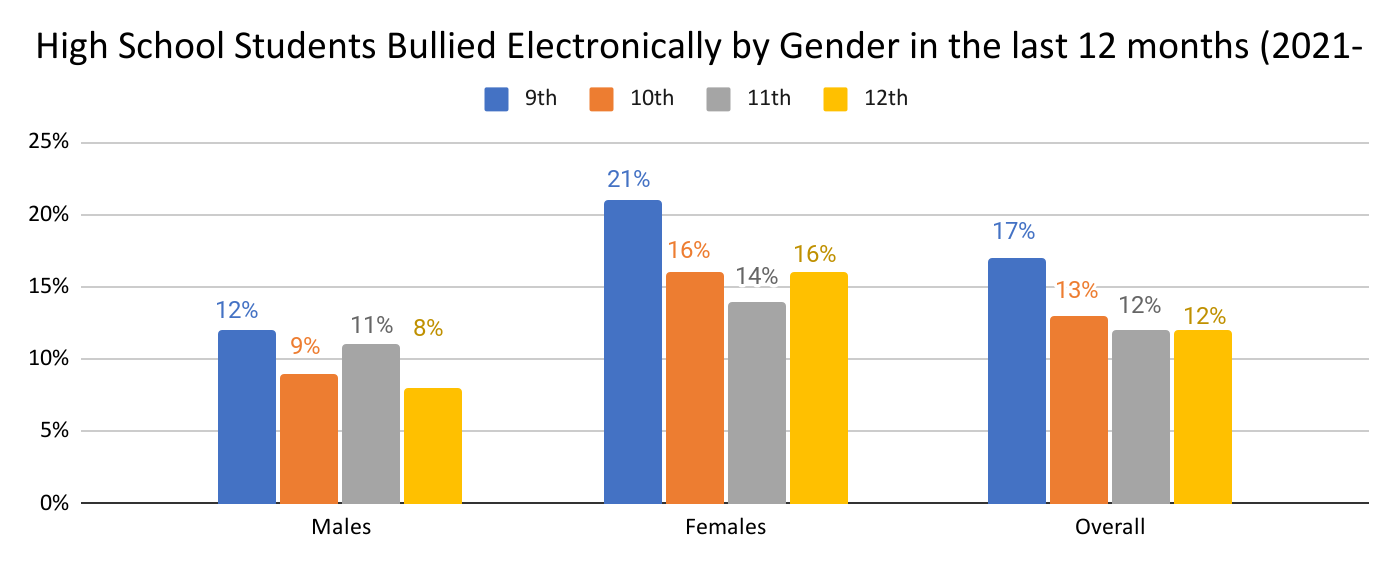 High School Students Bullied Electronically by Gender in the last 12 months (2021-
9th 10th 11th 12th
25%
20%
15%
10%
5%
0%
12% 9% 11% 8%
21% 16% 14% 16%
17% 13% 12% 12%
Males Females Overall